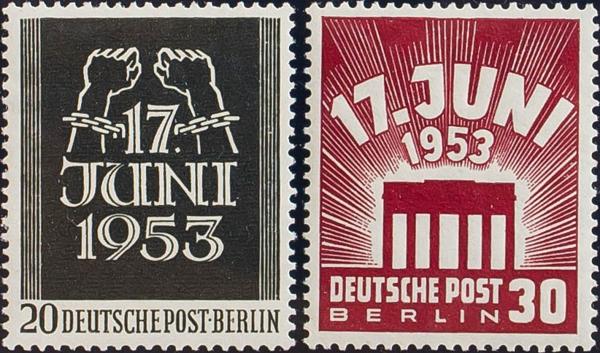 17.
JUNI
1953
20 DEUTSCHE POST·BERLIN
17. JUNI
1953
DEUTSCHE POST
BERLIN 30